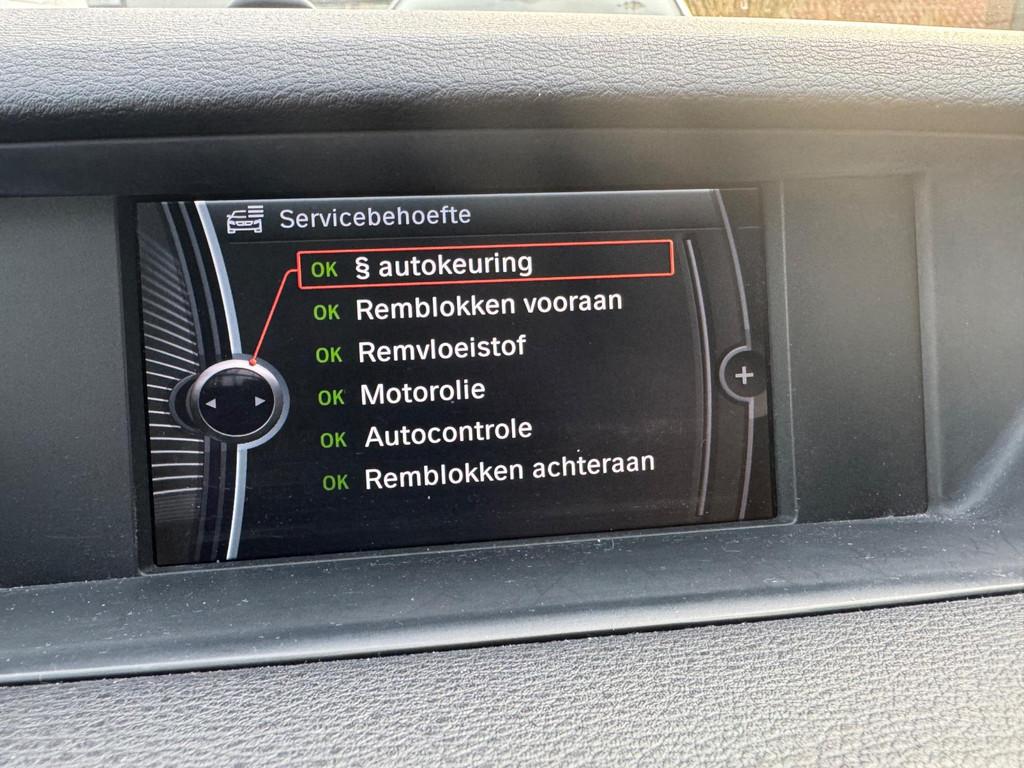 Servicebehoefte
OK § autokeuring
OK Remblokken vooraan
OK Remvloeistof
OK Motorolie
OK Autocontrole
OK Remblokken achteraan